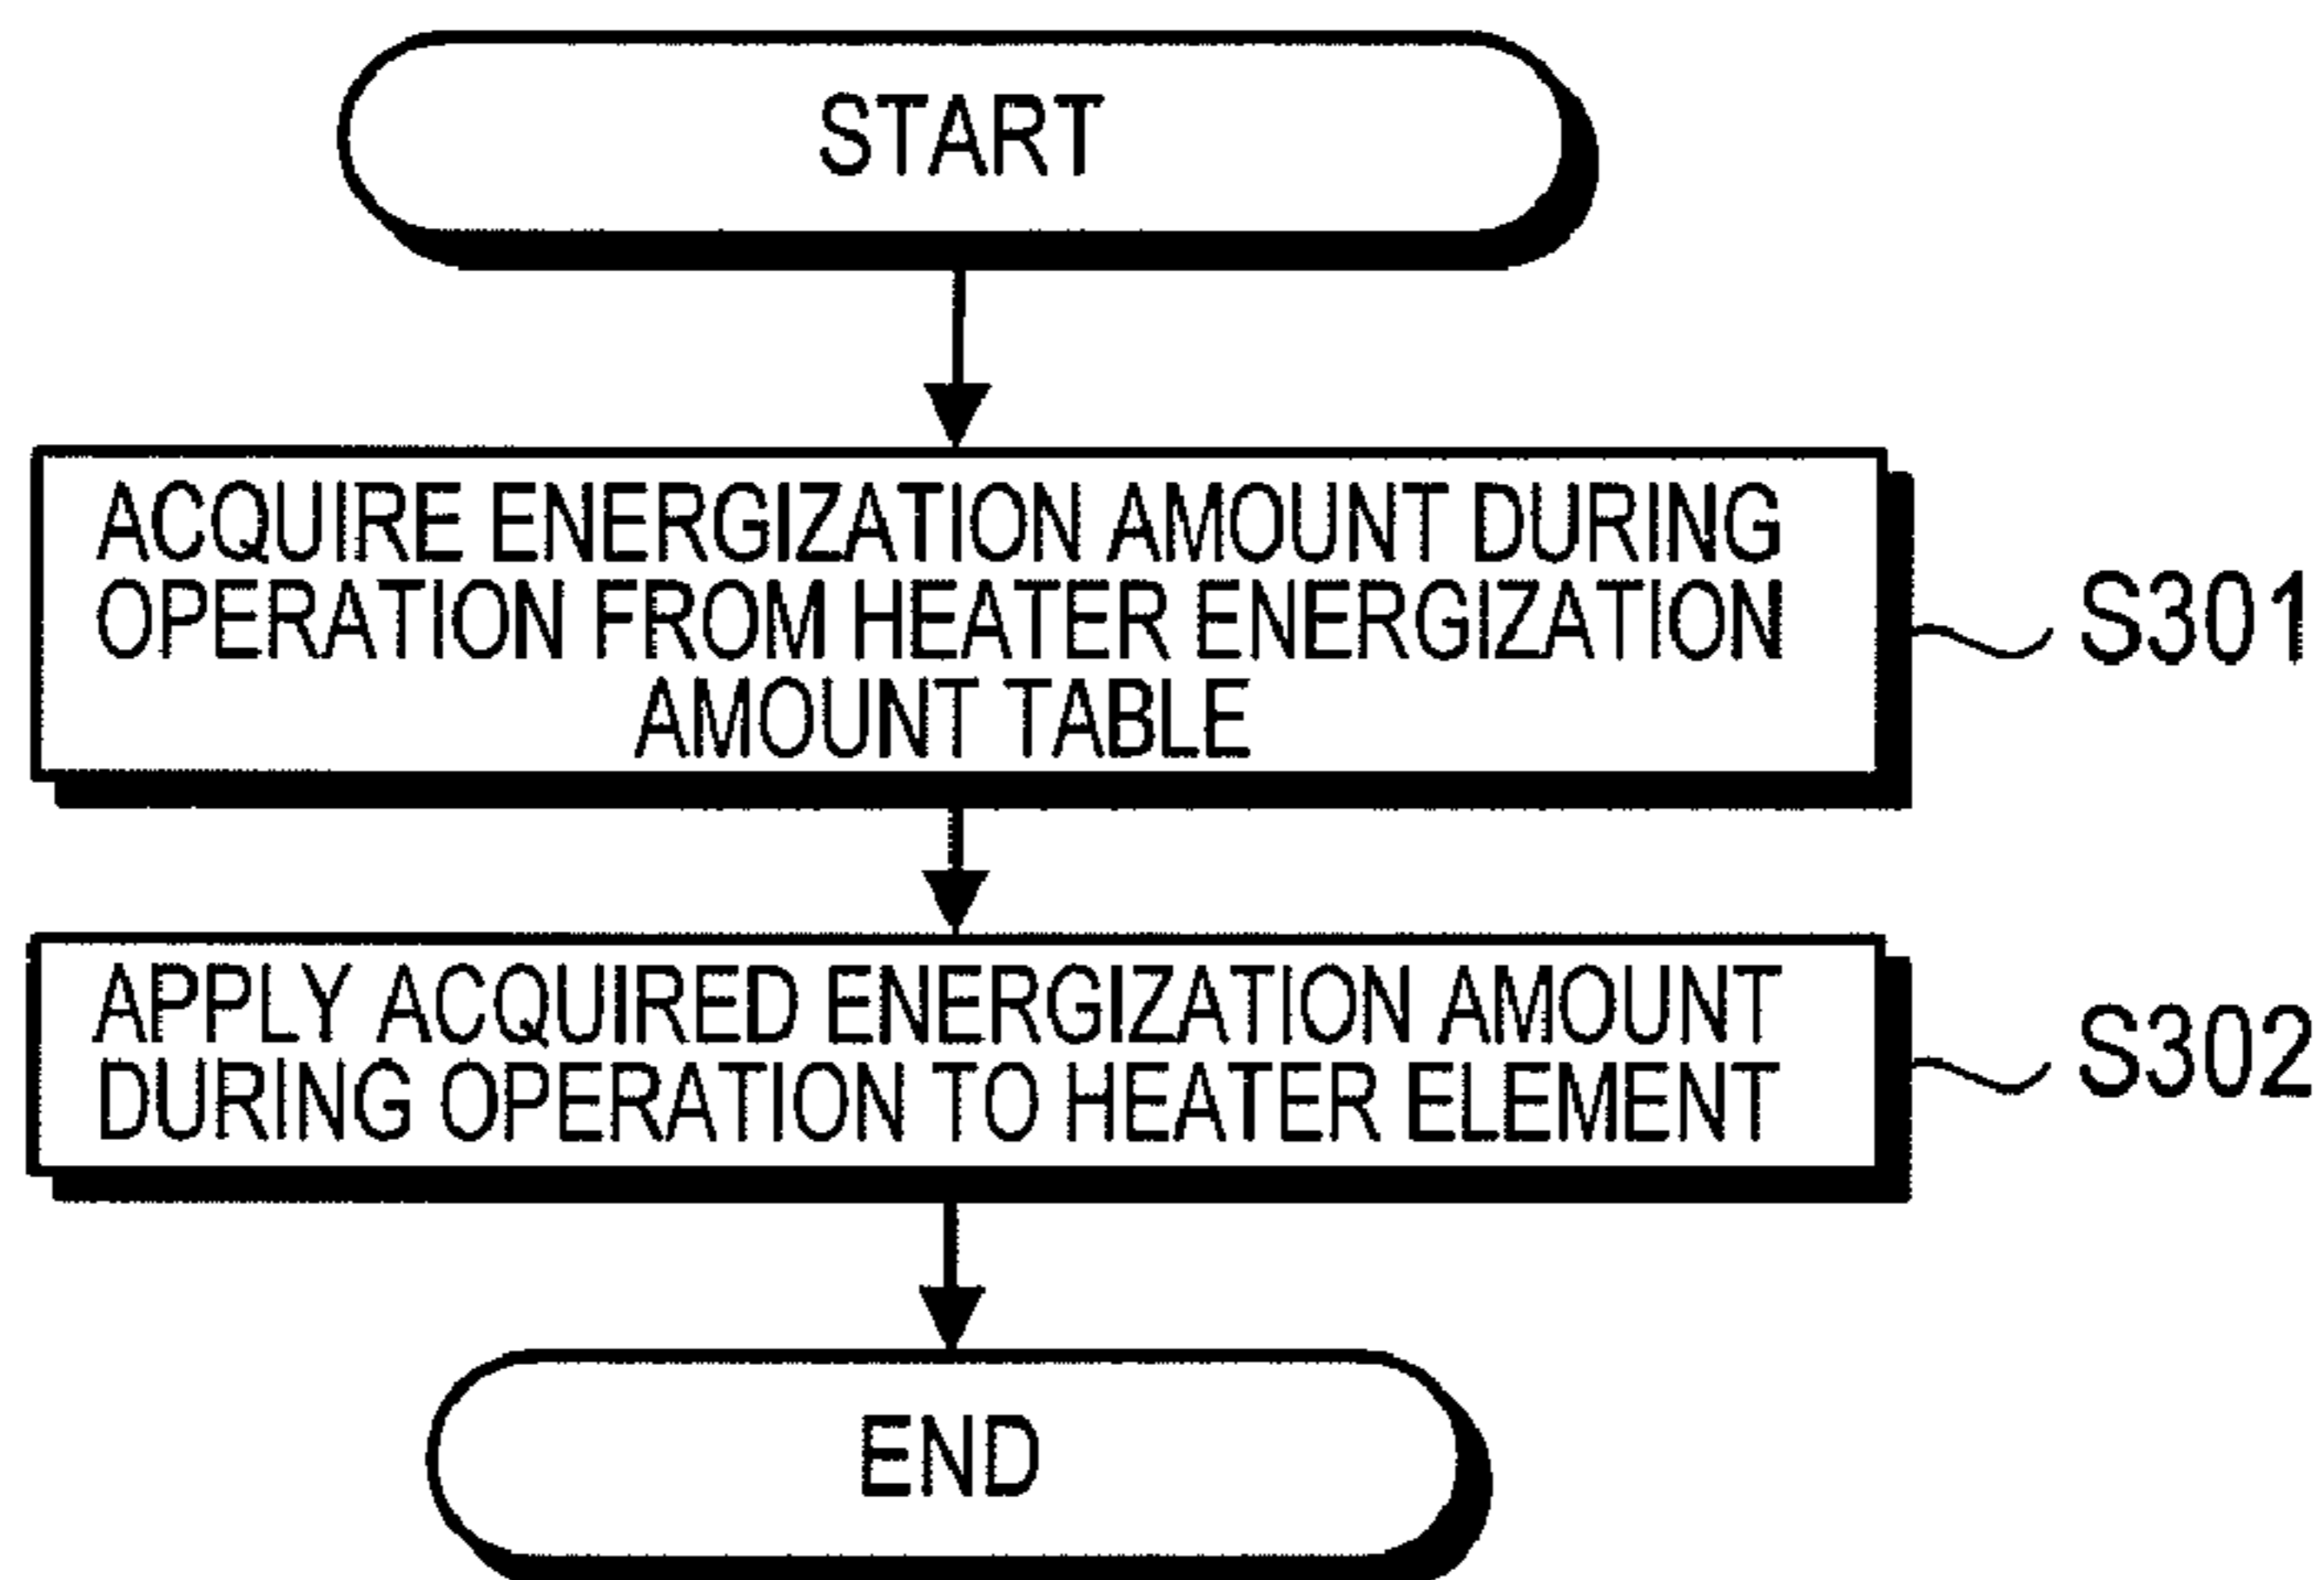 START
ACQUIRE ENERGIZATION AMOUNT DURING
OPERATION FROM HEATER ENERGIZATION
AMOUNT TABLE
S301
APPLY ACQUIRED ENERGIZATION AMOUNT
DURING OPERATION TO HEATER ELEMENT
S302
END